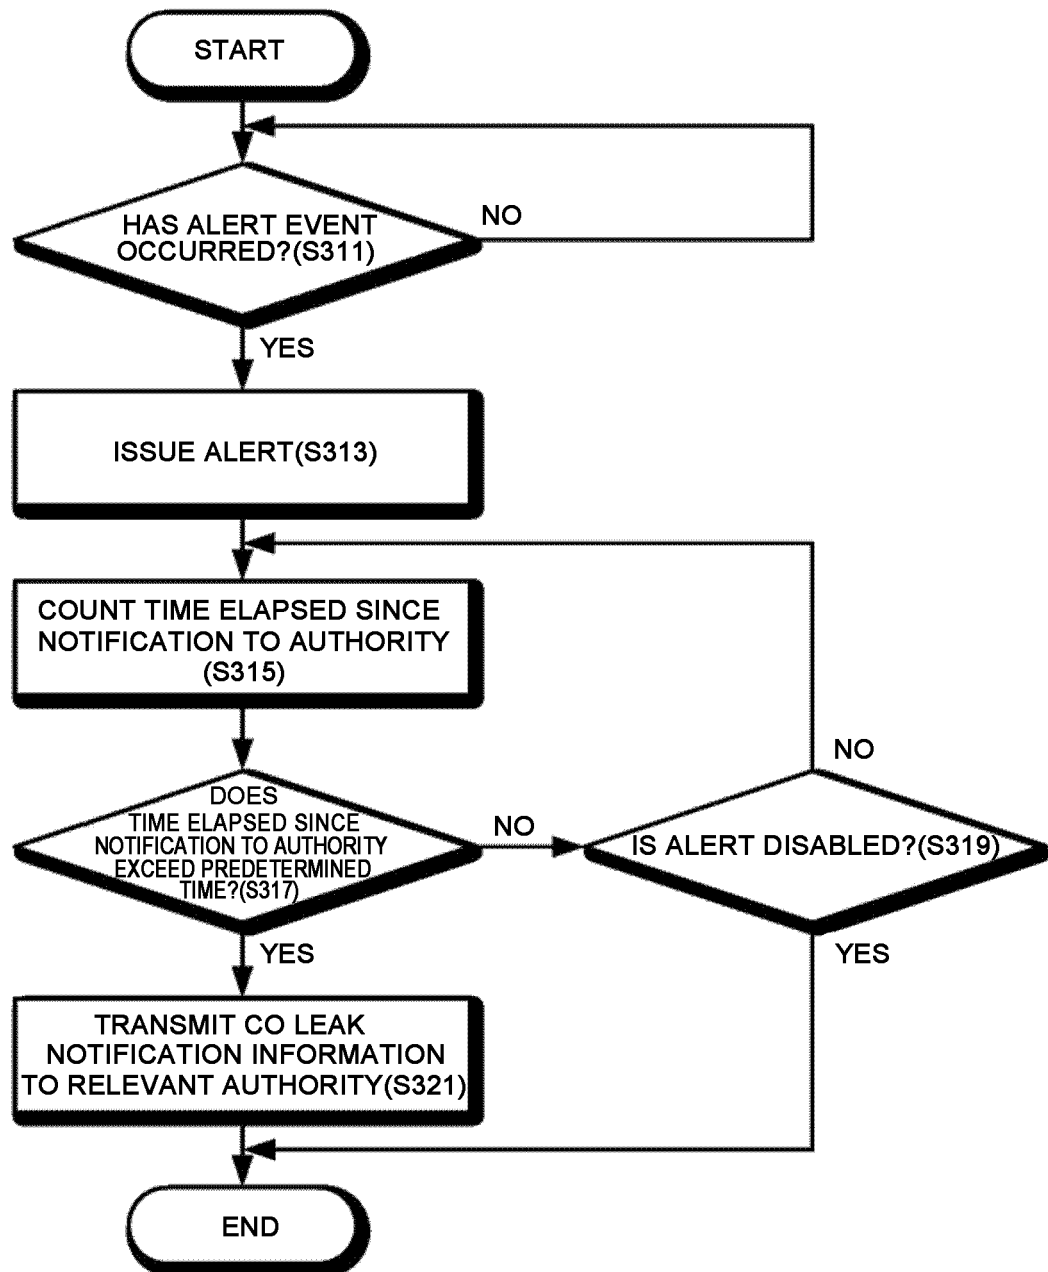 START
HAS ALERT EVENT
OCCURRED?(S311)
NO
YES
ISSUE ALERT(S313)
COUNT TIME ELAPSED SINCE
NOTIFICATION TO AUTHORITY
(S315)
DOES
TIME ELAPSED SINCE
NOTIFICATION TO AUTHORITY
EXCEED PREDETERMINED
TIME?(S317)
NO
IS ALERT DISABLED?(S319)
NO
YES
YES
TRANSMIT CO LEAK
NOTIFICATION INFORMATION
TO RELEVANT AUTHORITY(S321)
END